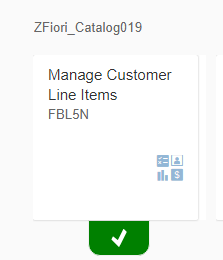 ZFiori_Catalog019
Manage Customer
Line Items
FBL5N
$